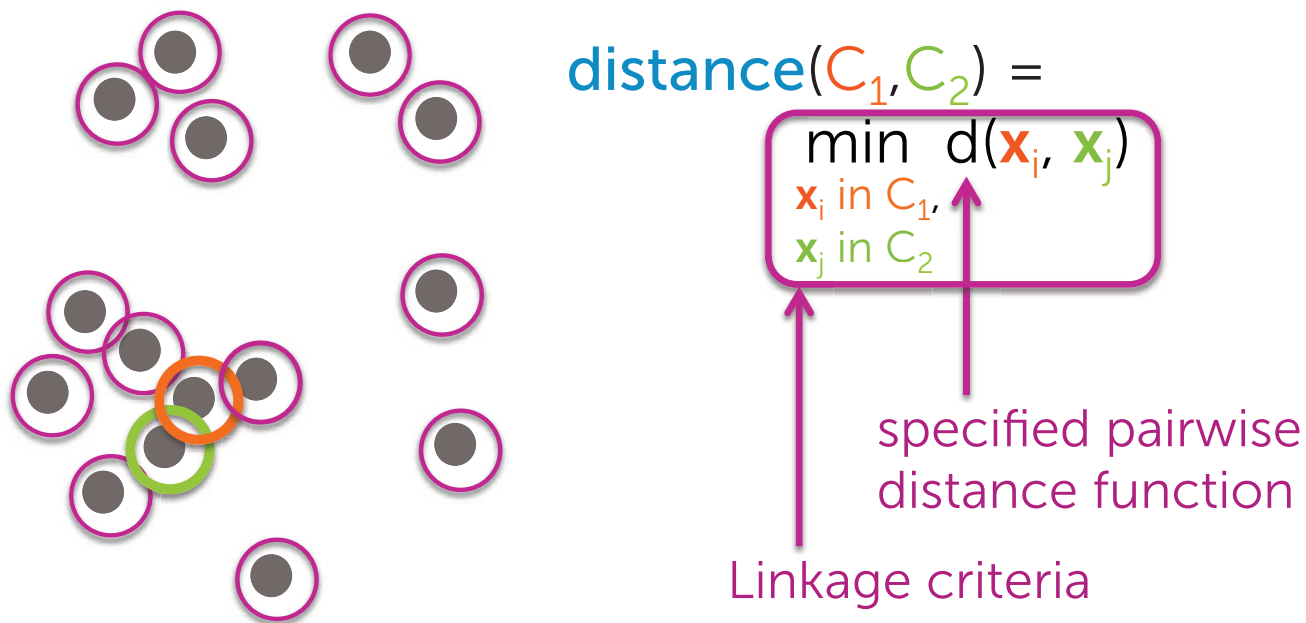 distance(C₁,C₂) =
min d(xᵢ, xⱼ)
xᵢ in C₁,
xⱼ in C₂
specified pairwise
distance function
Linkage criteria